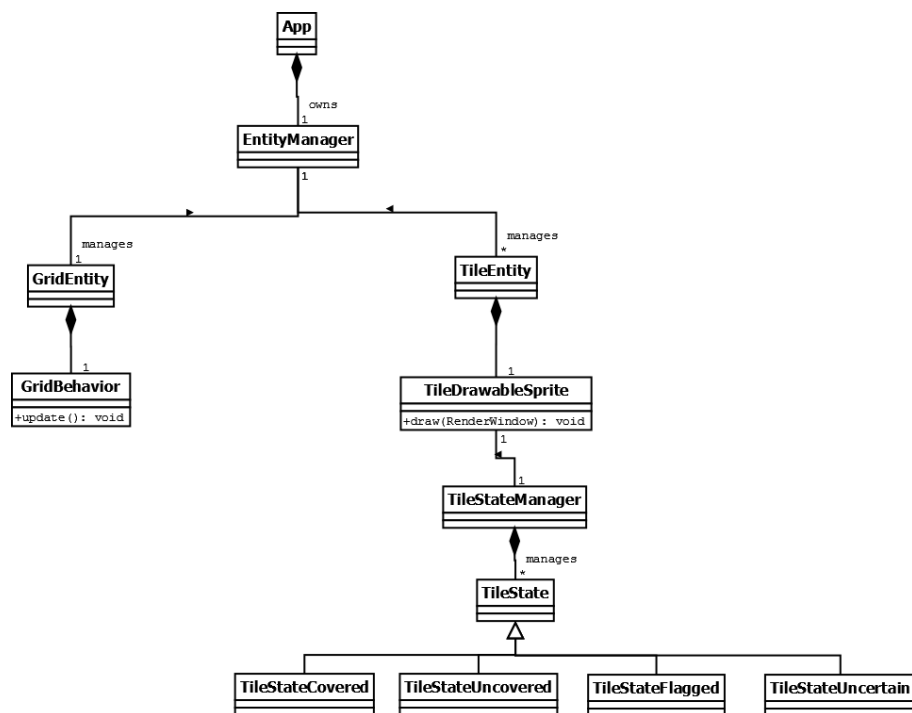 App
owns
1
EntityManager
1
manages
1
manages
*
GridEntity
TileEntity
1
1
GridBehavior
TileDrawableSprite
+update(): void
+draw(RenderWindow): void
1
1
TileStateManager
manages
*
TileState
TileStateCovered
TileStateUncovered
TileStateFlagged
TileStateUncertain